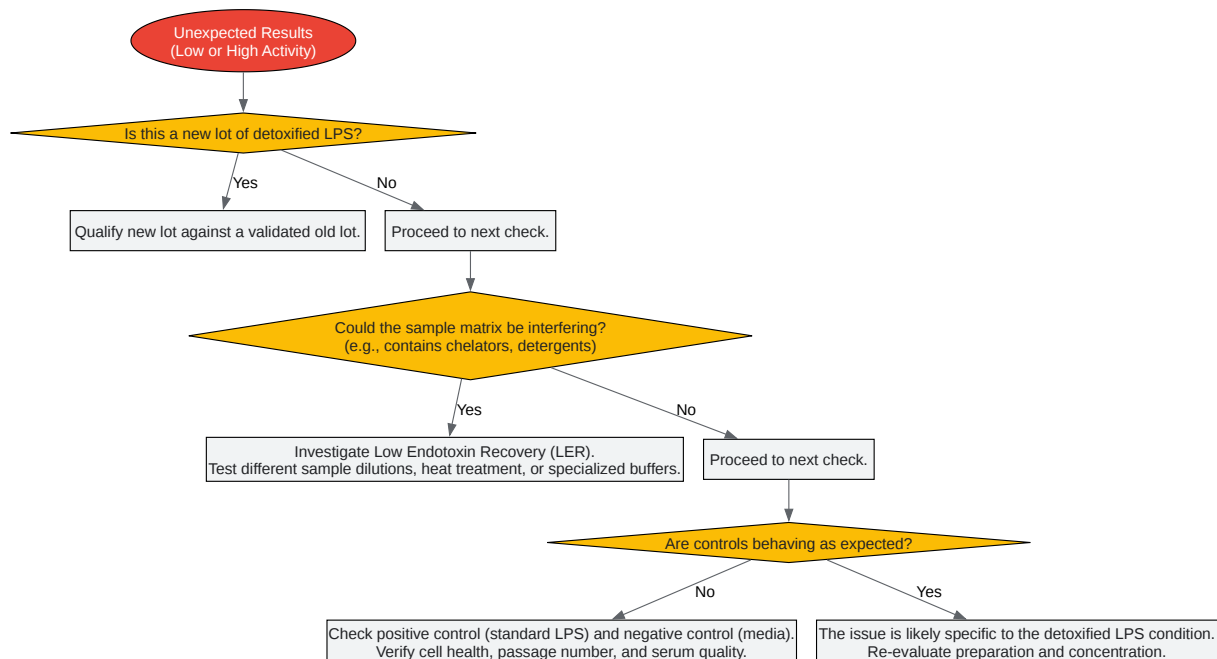 Unexpected Results
(Low or High Activity)
Is this a new lot of detoxified LPS?
Yes
No
Qualify new lot against a validated old lot.
Proceed to next check.
Could the sample matrix be interfering?
(e.g., contains chelators, detergents)
Yes
No
Investigate Low Endotoxin Recovery (LER).
Test different sample dilutions, heat treatment, or specialized buffers.
Proceed to next check.
Are controls behaving as expected?
No
Yes
Check positive control (standard LPS) and negative control (media).
Verify cell health, passage number, and serum quality.
The issue is likely specific to the detoxified LPS condition.
Re-evaluate preparation and concentration.